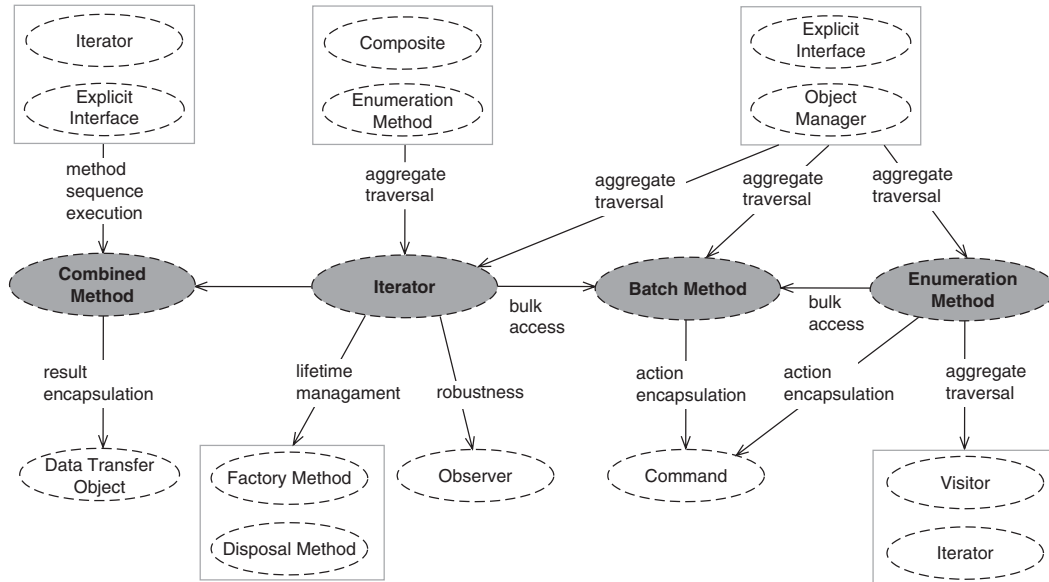 Iterator
Explicit
Interface
Composite
Enumeration
Method
Explicit
Interface
Object
Manager
method
sequence
execution
aggregate
traversal
aggregate
traversal
aggregate
traversal
aggregate
traversal
Combined
Method
Iterator
bulk
access
Batch Method
bulk
access
Enumeration
Method
result
encapsulation
lifetime
managament
robustness
action
encapsulation
action
encapsulation
aggregate
traversal
Data Transfer
Object
Factory Method
Disposal Method
Observer
Command
Visitor
Iterator